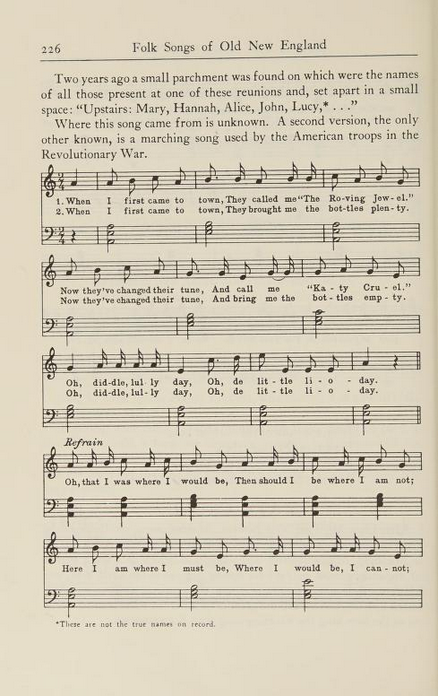 226 Folk Songs of Old New England
Two years ago a small parchment was found on which were the names
of all those present at one of these reunions and, set apart in a small
space: “Upstairs: Mary, Hannah, Alice, John, Lucy,* . . .”
Where this song came from is unknown. A second version, the only
other known, is a marching song used by the American troops in the
Revolutionary War.
1. When I first came to town, They called me “The Ro-ving Jew-el.”
2. When I first came to town, They brought me the bot-tles plen-ty.
Now they've changed their tune, And call me “Ka-ty Cru-el.”
Now they've changed their tune, And bring me the bot-tles emp-ty.
Oh, did-dle, lul-ly day, Oh, de lit-tle li-o-day.
Oh, did-dle, lul-ly day, Oh, de lit-tle li-o-day.
Refrain
Oh, that I was where I would be, Then should I be where I am not;
Here I am where I must be, Where I would be, I can-not;
*These are not the true names on record.